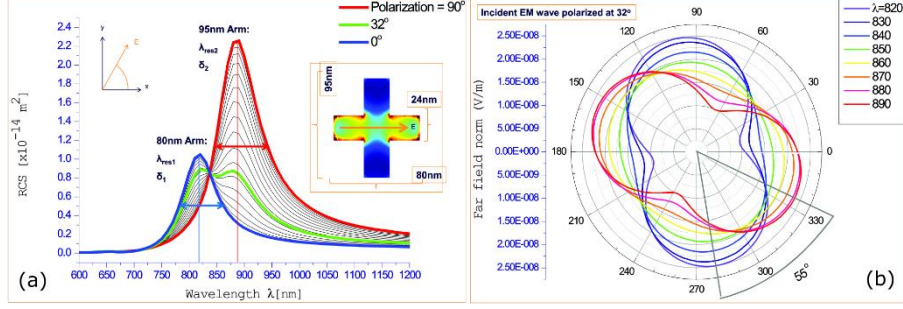 Polarization = 90°
32°
0°
2.4
2.2
2.0
1.8
1.6
1.4
1.2
1.0
0.8
0.6
0.4
0.2
0.0
RCS [x10⁻¹⁴ m²]
y
E
x
95nm Arm:
λres2
δ2
80nm Arm:
λres1
δ1
95nm
24nm
E
80nm
600 650 700 750 800 850 900 950 1000 1050 1100 1150 1200
Wavelength λ[nm]
(a)
Incident EM wave polarized at 32°
2.50E-008
2.00E-008
1.50E-008
1.00E-008
5.00E-009
0.00E+000
5.00E-009
1.00E-008
1.50E-008
2.00E-008
2.50E-008
Far field norm (V/m)
90
60
30
0
330
300
270
240
210
180
150
120
55°
λ=820
830
840
850
860
870
880
890
(b)